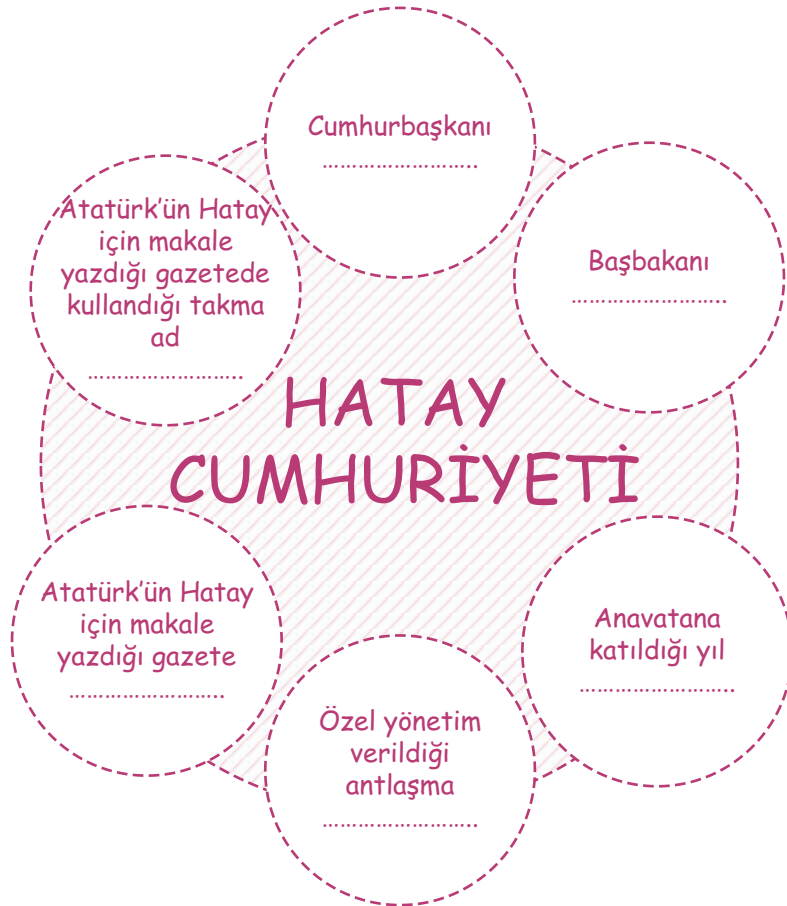 Cumhurbaşkanı
……………………..
Başbakanı
……………………..
Atatürk’ün Hatay
için makale
yazdığı gazetede
kullandığı takma
ad
……………………..
HATAY
CUMHURİYETİ
Atatürk’ün Hatay
için makale
yazdığı gazete
……………………..
Anavatana
katıldığı yıl
……………………..
Özel yönetim
verildiği
antlaşma
……………………..